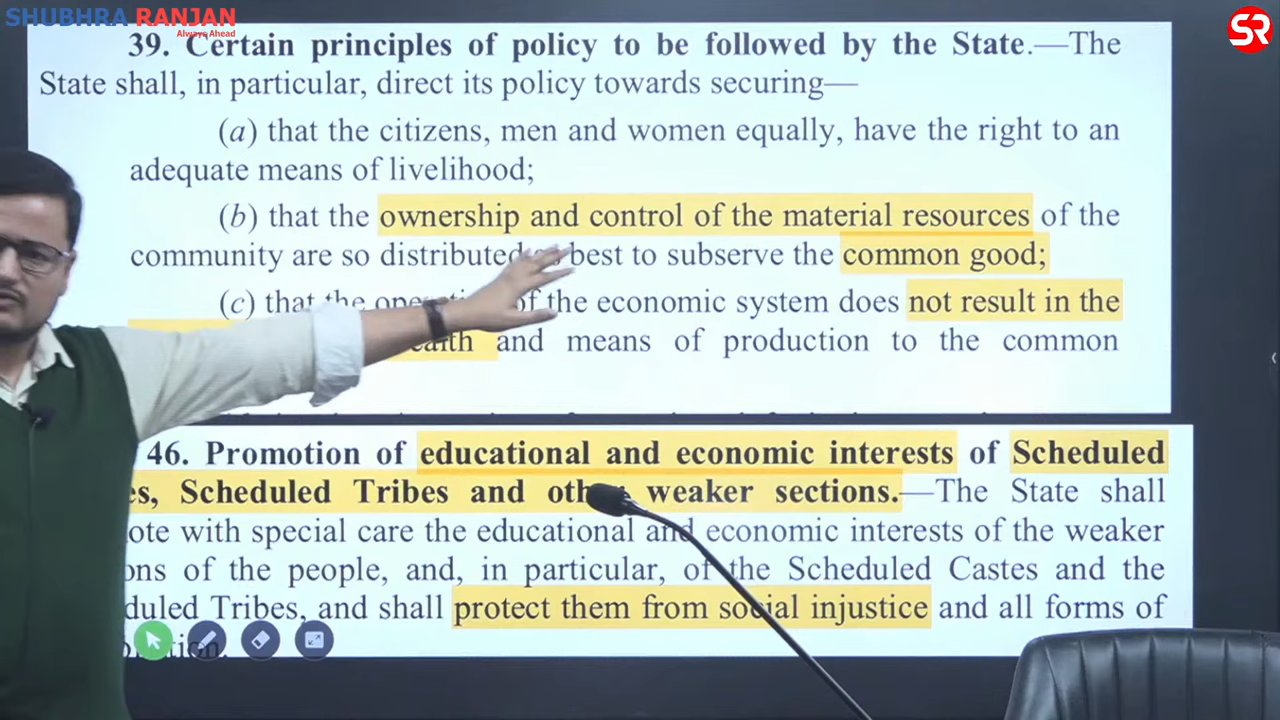 SHUBHRA RANJAN
Always Ahead
SR
39. Certain principles of policy to be followed by the State.—The
State shall, in particular, direct its policy towards securing—
(a) that the citizens, men and women equally, have the right to an
adequate means of livelihood;
(b) that the ownership and control of the material resources of the
community are so distributed best to subserve the common good;
(c) that the of the economic system does not result in the
and means of production to the common
46. Promotion of educational and economic interests of Scheduled
Scheduled Tribes and other weaker sections.—The State shall
with special care the educational and economic interests of the weaker
of the people, and, in particular, of the Scheduled Castes and the
Tribes, and shall protect them from social injustice and all forms of